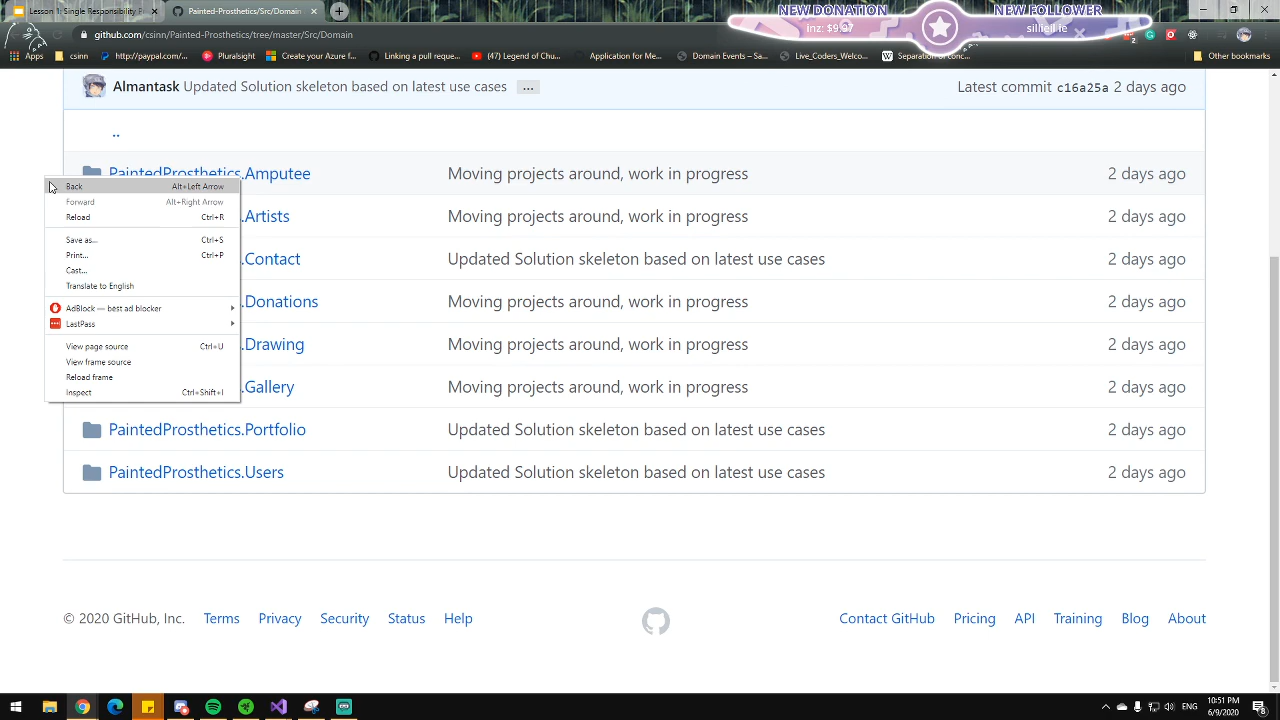 Lesson 1: Single Responsibility P
Painted-Prosthetics/Src/Domain
NEW DONATION
inz: $9.97
NEW FOLLOWER
Apps
csinn
http://paypal.com/...
Pluralsight
Create your Azure f...
Linking a pull reque...
(47) Legend of Chu...
Application for Me...
Domain Events – Sa...
Live_Coders_Welco...
Separation of conc...
Other bookmarks
Almantask Updated Solution skeleton based on latest use cases ...
Latest commit c16a25a 2 days ago
..
PaintedProsthetics.Amputee Moving projects around, work in progress 2 days ago
.Artists Moving projects around, work in progress 2 days ago
.Contact Updated Solution skeleton based on latest use cases 2 days ago
.Donations Moving projects around, work in progress 2 days ago
.Drawing Moving projects around, work in progress 2 days ago
.Gallery Moving projects around, work in progress 2 days ago
PaintedProsthetics.Portfolio Updated Solution skeleton based on latest use cases 2 days ago
PaintedProsthetics.Users Updated Solution skeleton based on latest use cases 2 days ago
Back Alt+Left Arrow
Forward Alt+Right Arrow
Reload Ctrl+R
Save as... Ctrl+S
Print... Ctrl+P
Cast...
Translate to English
AdBlock — best ad blocker
LastPass
View page source Ctrl+U
View frame source
Reload frame
Inspect Ctrl+Shift+I
© 2020 GitHub, Inc. Terms Privacy Security Status Help
Contact GitHub Pricing API Training Blog About
ENG
10:51 PM
6/9/2020